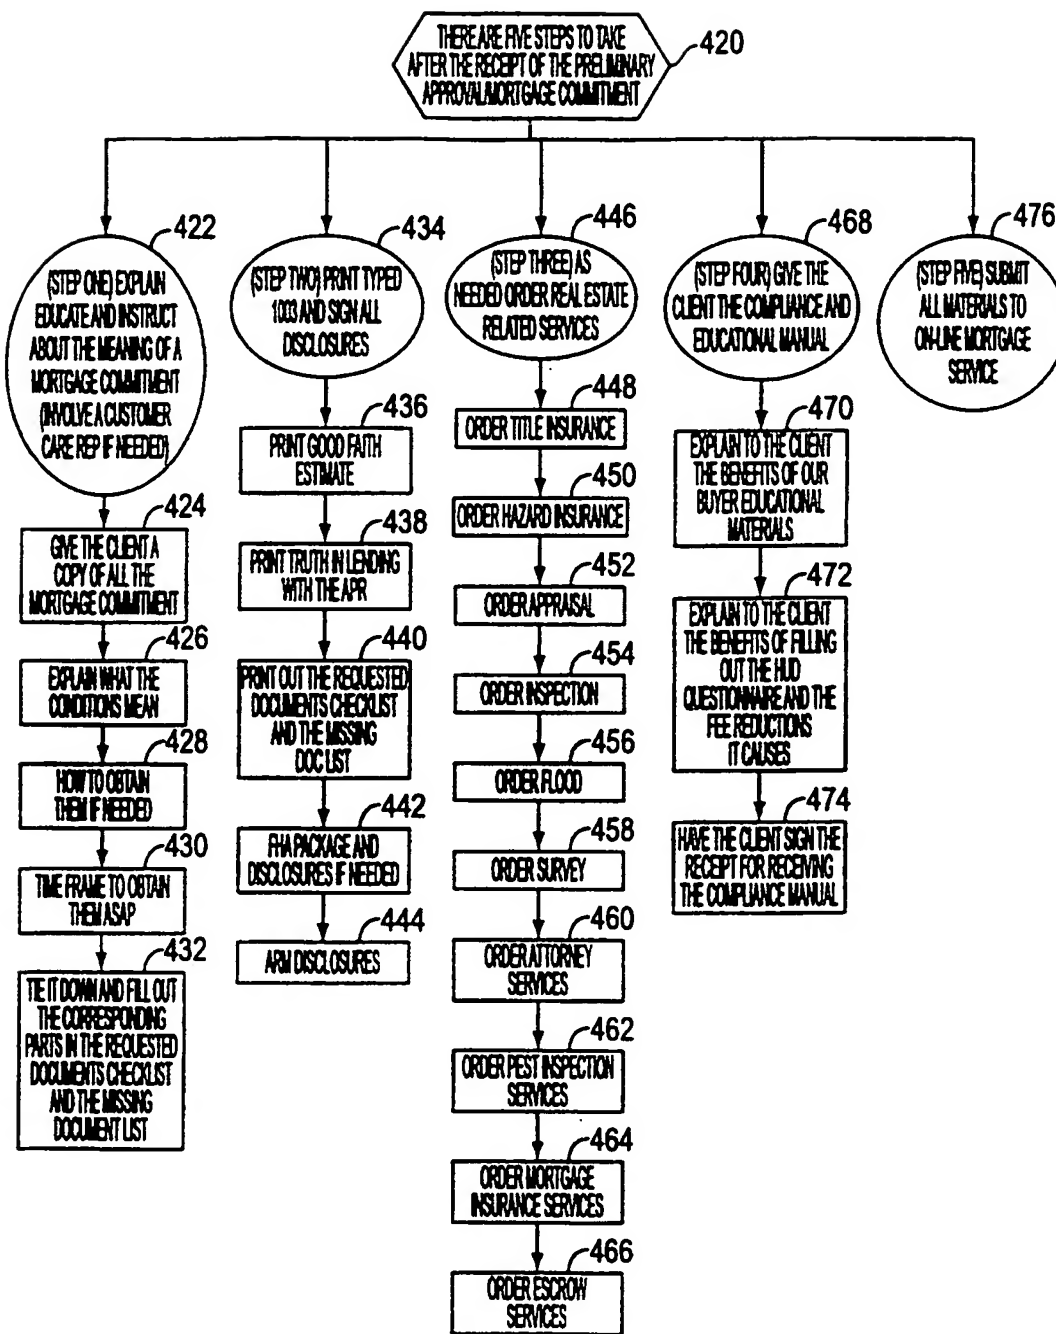 THERE ARE FIVE STEPS TO TAKE
AFTER THE RECEIPT OF THE PRELIMINARY
APPROVAL/MORTGAGE COMMITMENT
420
422
(STEP ONE) EXPLAIN
EDUCATE AND INSTRUCT
ABOUT THE MEANING OF A
MORTGAGE COMMITMENT
(INVOLVE A CUSTOMER
CARE REP IF NEEDED)
424
GIVE THE CLIENT A
COPY OF ALL THE
MORTGAGE COMMITMENT
426
EXPLAIN WHAT THE
CONDITIONS MEAN
428
HOW TO OBTAIN
THEM IF NEEDED
430
TIME FRAME TO OBTAIN
THEM ASAP
432
TIE IT DOWN AND FILL OUT
THE CORRESPONDING
PARTS IN THE REQUESTED
DOCUMENTS CHECKLIST
AND THE MISSING
DOCUMENT LIST
434
(STEP TWO) PRINT TYPED
1003 AND SIGN ALL
DISCLOSURES
436
PRINT GOOD FAITH
ESTIMATE
438
PRINT TRUTH IN LENDING
WITH THE APR
440
PRINT OUT THE REQUESTED
DOCUMENTS CHECKLIST
AND THE MISSING
DOC LIST
442
FHA PACKAGE AND
DISCLOSURES IF NEEDED
444
ARM DISCLOSURES
446
(STEP THREE) AS
NEEDED ORDER REAL ESTATE
RELATED SERVICES
448
ORDER TITLE INSURANCE
450
ORDER HAZARD INSURANCE
452
ORDER APPRAISAL
454
ORDER INSPECTION
456
ORDER FLOOD
458
ORDER SURVEY
460
ORDER ATTORNEY
SERVICES
462
ORDER PEST INSPECTION
SERVICES
464
ORDER MORTGAGE
INSURANCE SERVICES
466
ORDER ESCROW
SERVICES
468
(STEP FOUR) GIVE THE
CLIENT THE COMPLIANCE AND
EDUCATIONAL MANUAL
470
EXPLAIN TO THE CLIENT
THE BENEFITS OF OUR
BUYER EDUCATIONAL
MATERIALS
472
EXPLAIN TO THE CLIENT
THE BENEFITS OF FILLING
OUT THE HUD
QUESTIONNAIRE AND THE
FEE REDUCTIONS
IT CAUSES
474
HAVE THE CLIENT SIGN THE
RECEIPT FOR RECEIVING
THE COMPLIANCE MANUAL
476
(STEP FIVE) SUBMIT
ALL MATERIALS TO
ON-LINE MORTGAGE
SERVICE